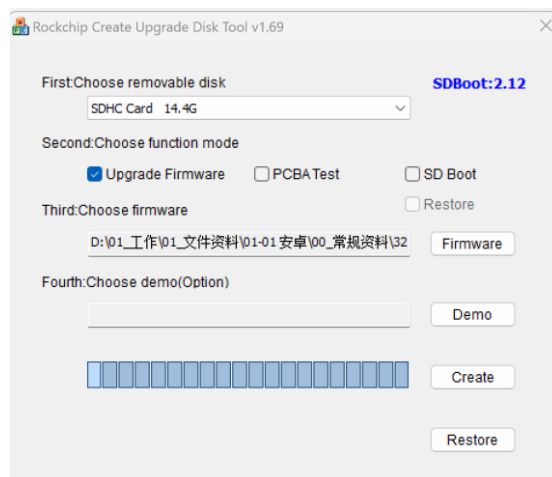 Rockchip Create Upgrade Disk Tool v1.69
First:Choose removable disk
SDBoot:2.12
SDHC Card 14.4G
Second:Choose function mode
Upgrade Firmware PCBA Test SD Boot
Third:Choose firmware
Restore
D:\01_工作\01_文件资料\01-01 安卓\00_常规资料\32
Firmware
Fourth:Choose demo(Option)
Demo
Create
Restore